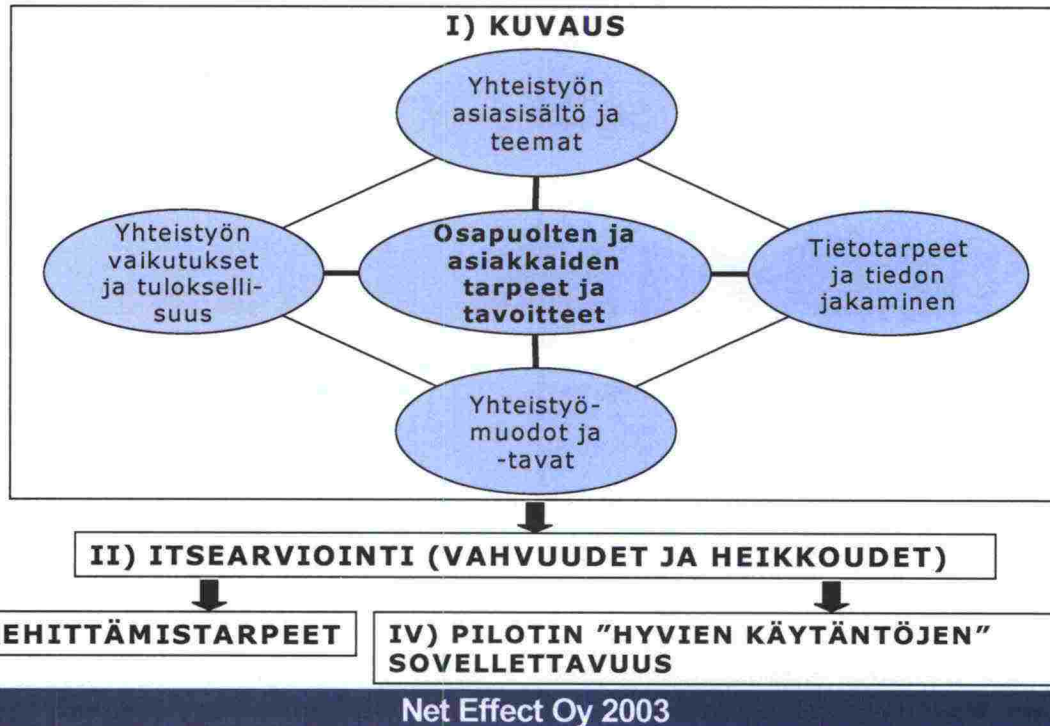 I) KUVAUS
Yhteistyön
asiasisältö ja
teemat
Yhteistyön
vaikutukset
ja tulokselli-
suus
Osapuolten ja
asiakkaiden
tarpeet ja
tavoitteet
Tietotarpeet
ja tiedon
jakaminen
Yhteistyö-
muodot ja
-tavat
II) ITSEARVIOINTI (VAHVUUDET JA HEIKKOUDET)
EHITTÄMISTARPEET
IV) PILOTIN ”HYVIEN KÄYTÄNTÖJEN”
SOVELLETTAVUUS
Net Effect Oy 2003